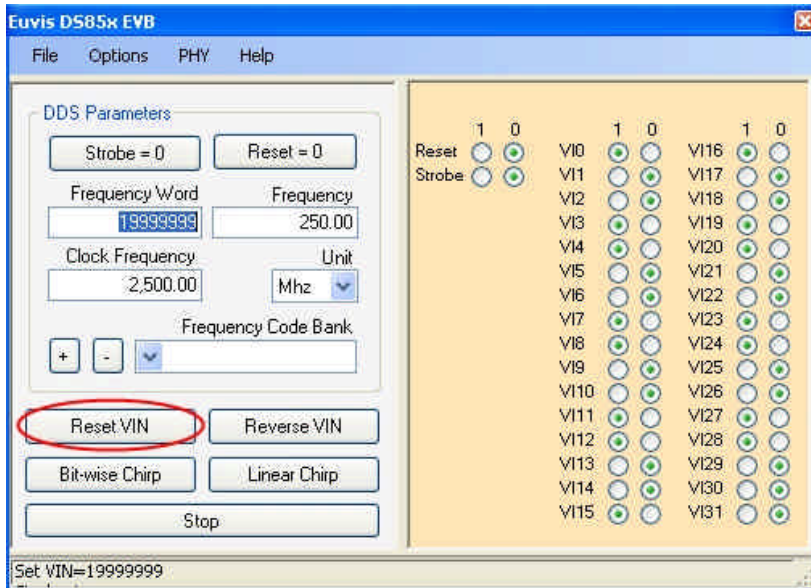 Euvis DS85x EVB
File Options PHY Help
DDS Parameters
Strobe = 0 Reset = 0
Frequency Word Frequency
19999999 250.00
Clock Frequency Unit
2,500.00 Mhz
Frequency Code Bank
+ -
Reset VIN Reverse VIN
Bit-wise Chirp Linear Chirp
Stop
1 0
Reset
Strobe
1 0
VI0
VI1
VI2
VI3
VI4
VI5
VI6
VI7
VI8
VI9
VI10
VI11
VI12
VI13
VI14
VI15
1 0
VI16
VI17
VI18
VI19
VI20
VI21
VI22
VI23
VI24
VI25
VI26
VI27
VI28
VI29
VI30
VI31
Set VIN=19999999